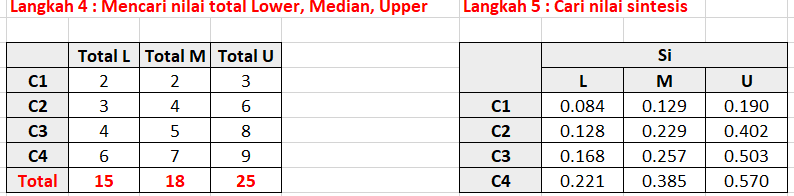 Langkah 4 : Mencari nilai total Lower, Median, Upper
Total L Total M Total U
C1 2 2 3
C2 3 4 6
C3 4 5 8
C4 6 7 9
Total 15 18 25
Langkah 5 : Cari nilai sintesis
Si
L M U
C1 0.084 0.129 0.190
C2 0.128 0.229 0.402
C3 0.168 0.257 0.503
C4 0.221 0.385 0.570